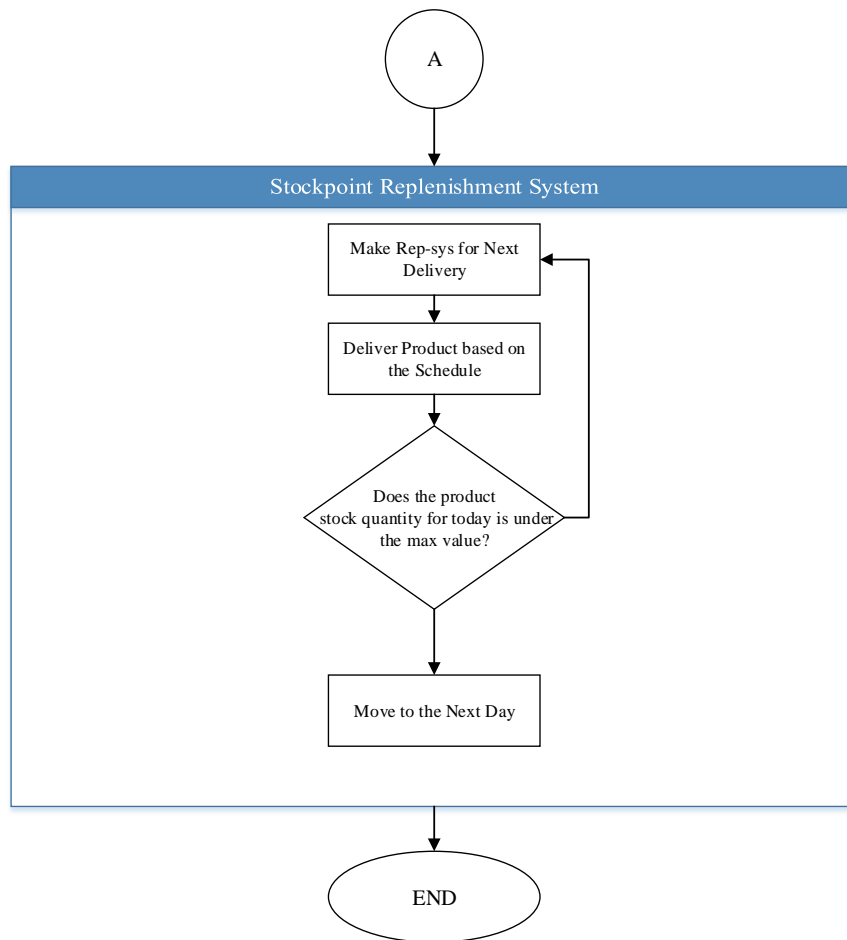 A
Stockpoint Replenishment System
Make Rep-sys for Next
Delivery
Deliver Product based on
the Schedule
Does the product
stock quantity for today is under
the max value?
Move to the Next Day
END